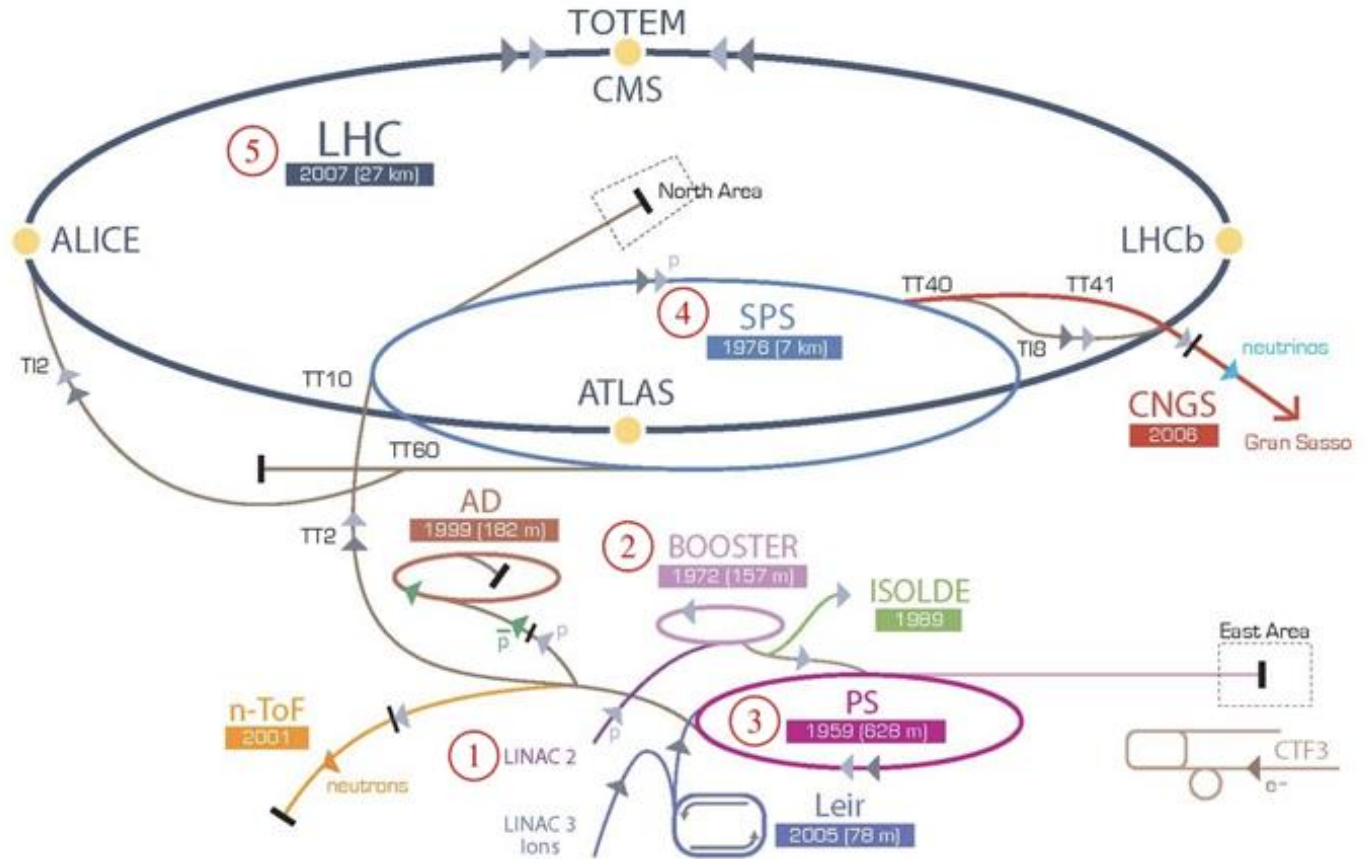 TOTEM
CMS
5
LHC
2007 (27 km)
North Area
ALICE
LHCb
p
TT40
TT41
4
SPS
1976 (7 km)
TI8
neutrinos
TI2
TT10
ATLAS
CNGS
2006
Gran Sasso
TT60
AD
1999 (182 m)
TT2
2
BOOSTER
1972 (157 m)
ISOLDE
1989
p
p̄
East Area
n-ToF
2001
3
PS
1959 (628 m)
p
1
LINAC 2
neutrons
CTF3
e-
LINAC 3
Ions
Leir
2005 (78 m)